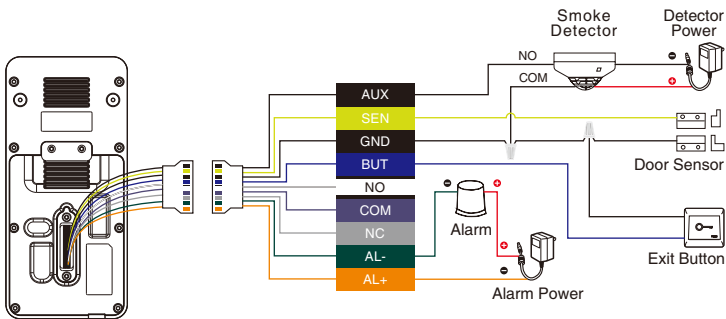 Smoke
Detector
Detector
Power
NO
COM
AUX
SEN
GND
BUT
NO
COM
NC
AL-
AL+
Door Sensor
Alarm
Alarm Power
Exit Button